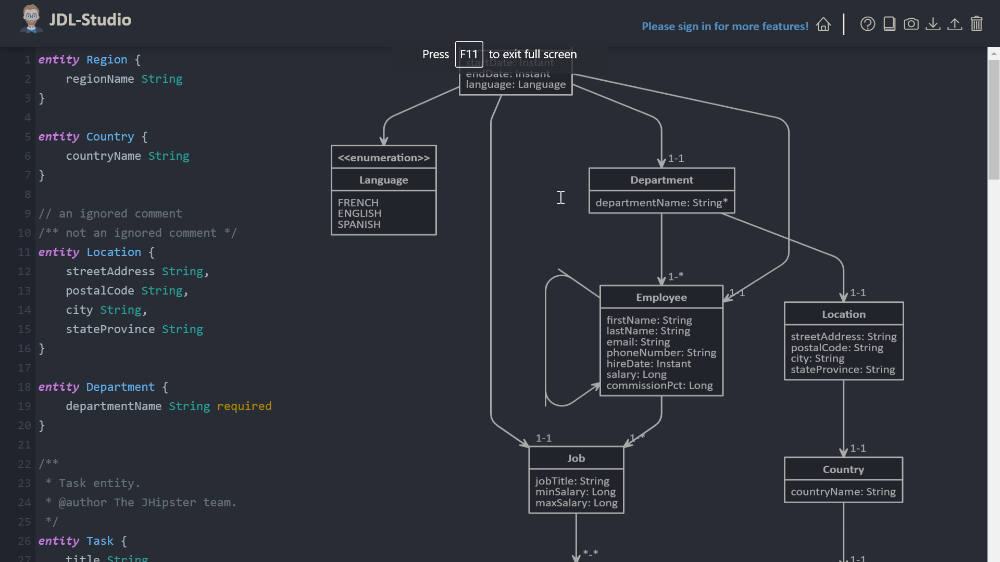 JDL-Studio
Please sign in for more features!
Press F11 to exit full screen
1 entity Region {
2 regionName String
3 }
4
5 entity Country {
6 countryName String
7 }
8
9 // an ignored comment
10 /** not an ignored comment */
11 entity Location {
12 streetAddress String,
13 postalCode String,
14 city String,
15 stateProvince String
16 }
17
18 entity Department {
19 departmentName String required
20 }
21
22 /**
23 * Task entity.
24 * @author The JHipster team.
25 */
26 entity Task {
27 title String
startDate: Instant
endDate: Instant
language: Language
<<enumeration>>
Language
FRENCH
ENGLISH
SPANISH
1-1
Department
departmentName: String*
1-*
1-1
Employee
firstName: String
lastName: String
email: String
phoneNumber: String
hireDate: Instant
salary: Long
commissionPct: Long
1-1
Location
streetAddress: String
postalCode: String
city: String
stateProvince: String
1-1
1-*
Job
jobTitle: String
minSalary: Long
maxSalary: Long
1-1
Country
countryName: String
*-*
1-1